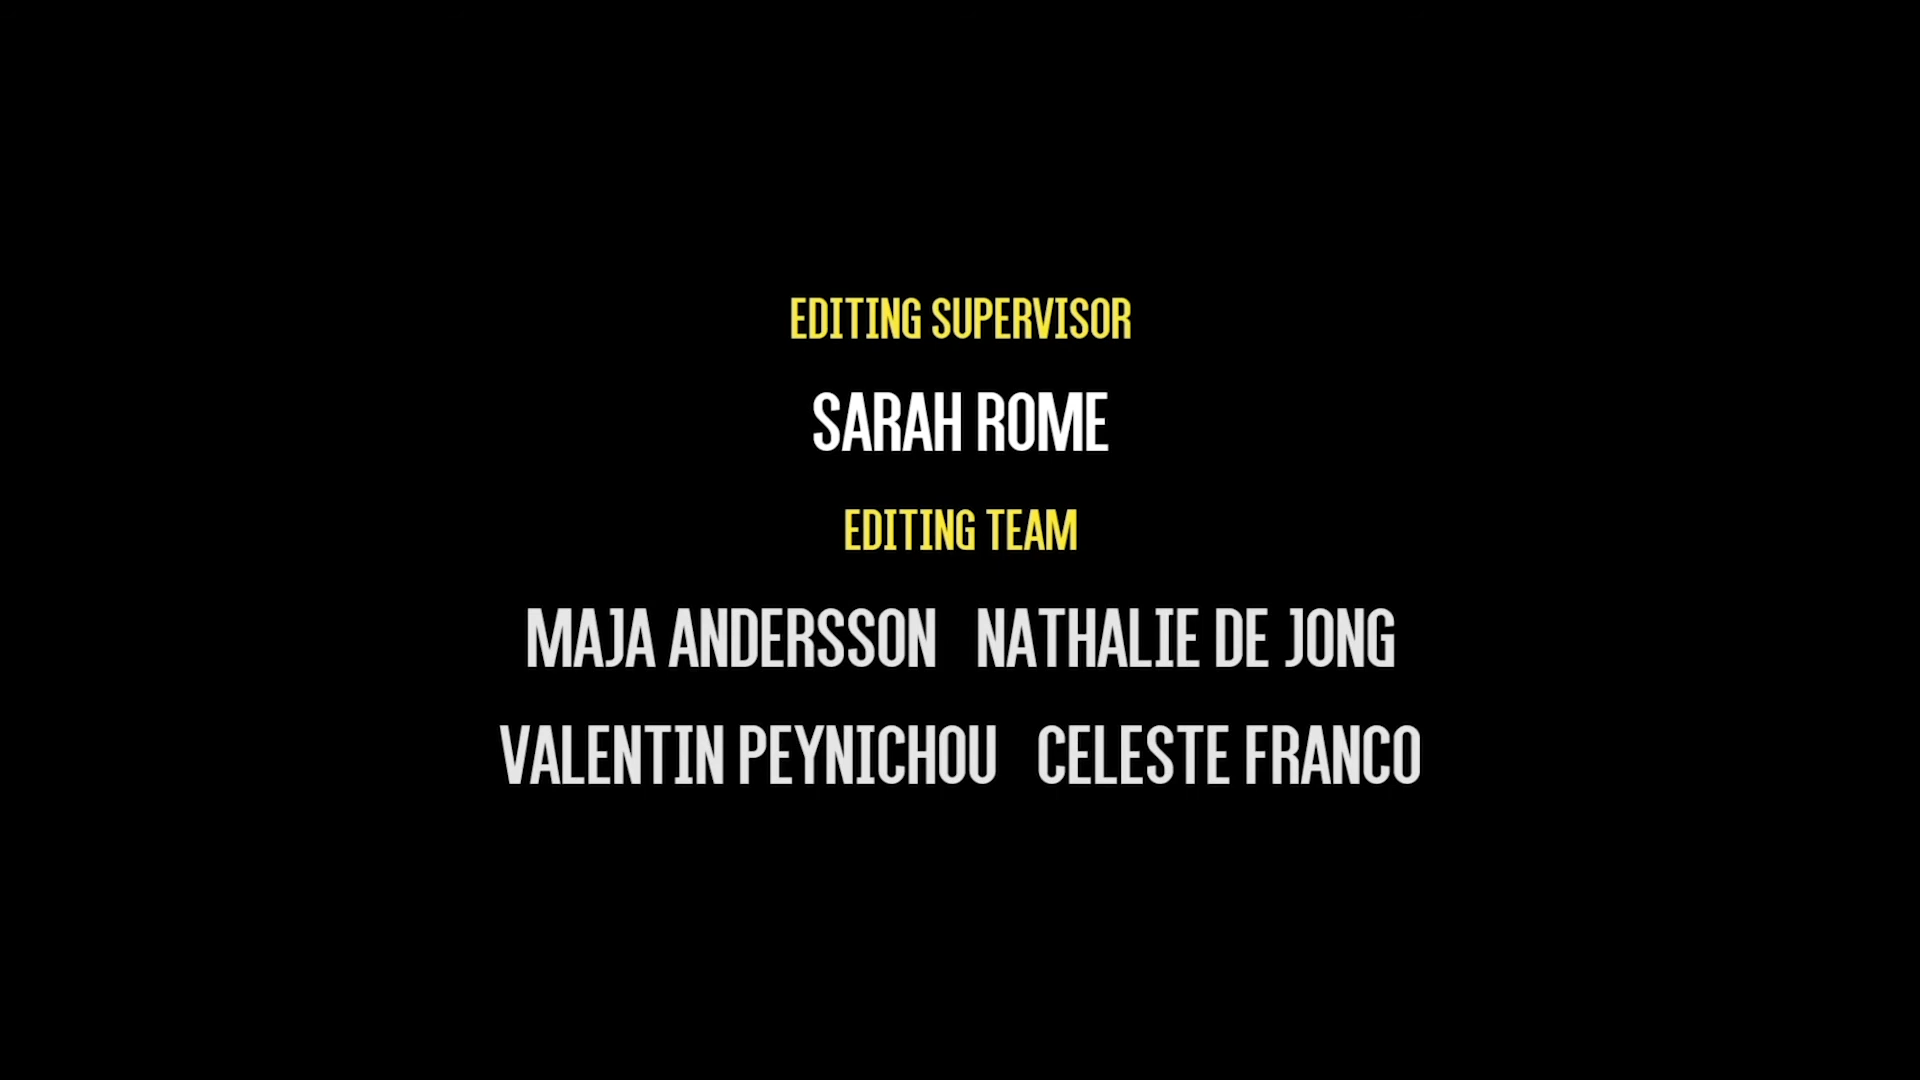 EDITING SUPERVISOR
SARAH ROME
EDITING TEAM
MAJA ANDERSSON NATHALIE DE JONG
VALENTIN PEYNICHOU CELESTE FRANCO